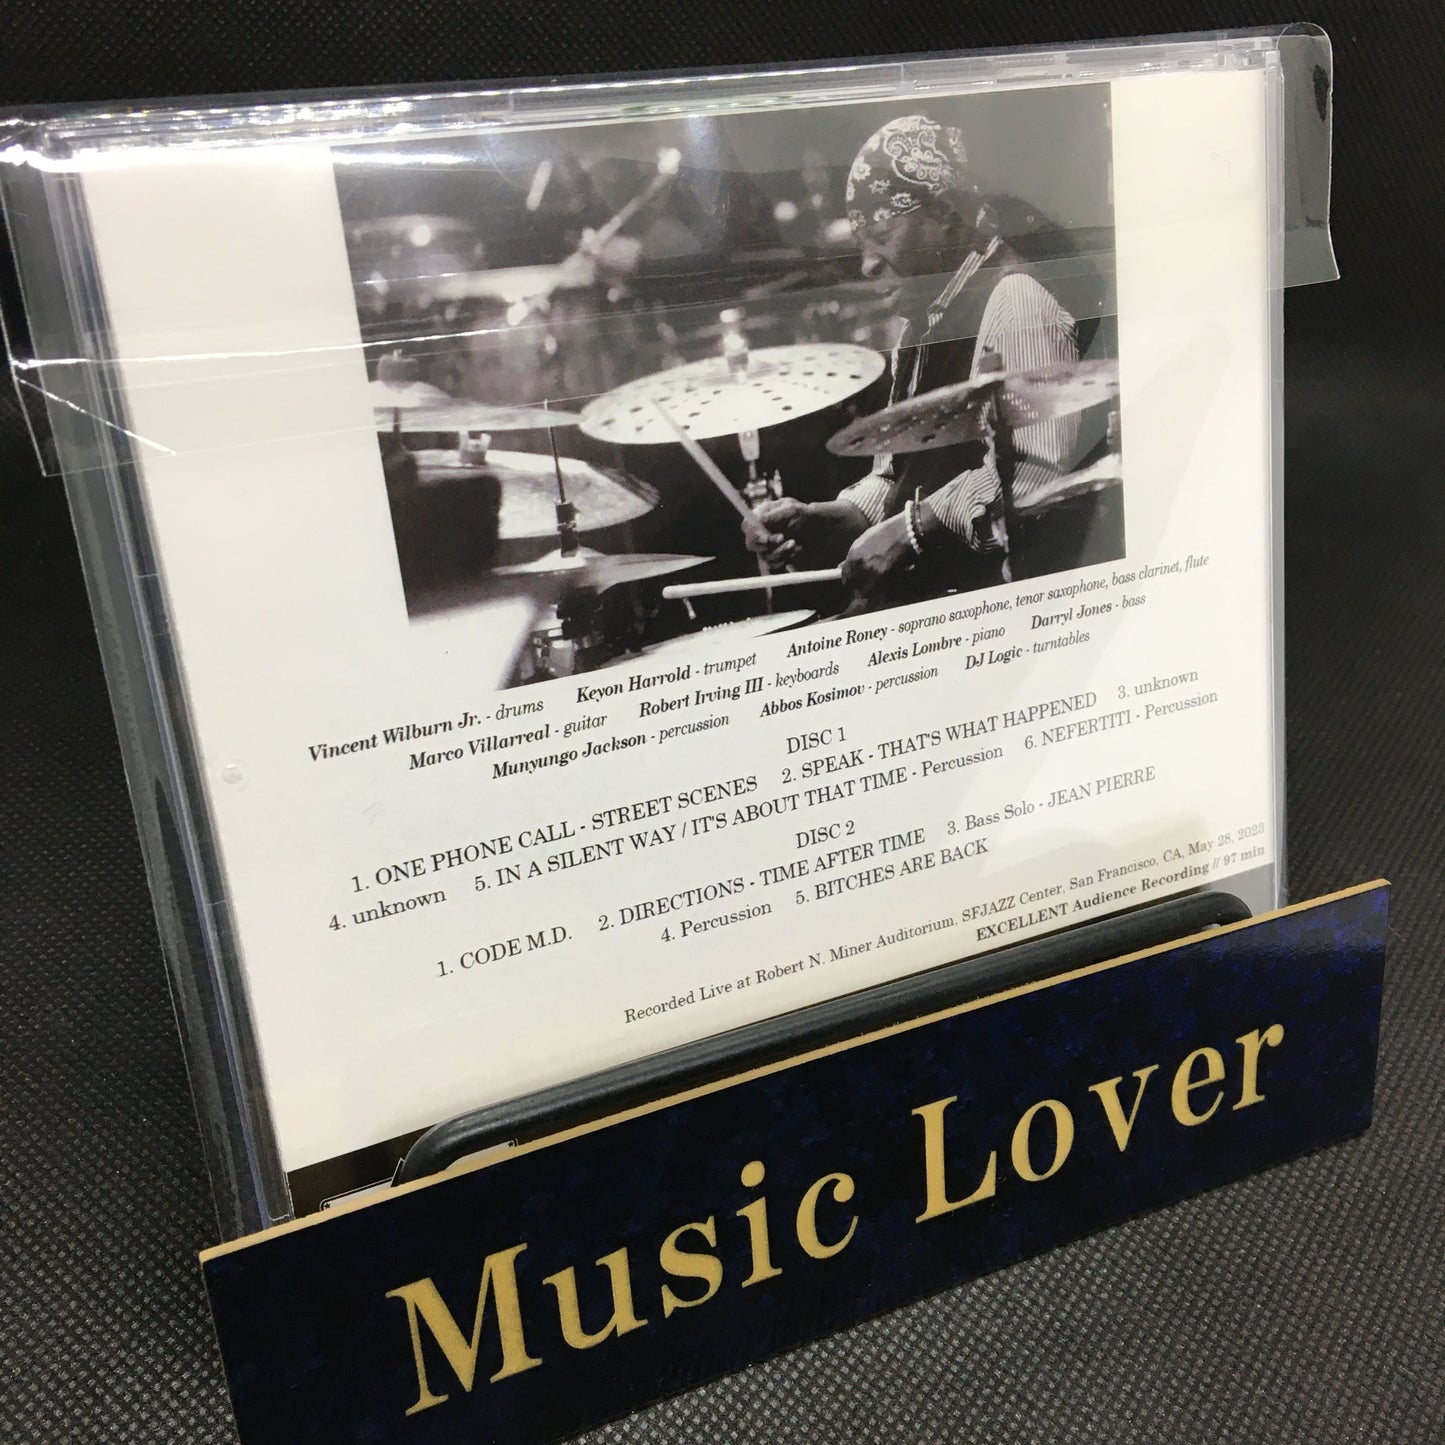 Vincent Wilburn Jr. - drums Keyon Harrold - trumpet Antoine Roney - soprano saxophone, tenor saxophone, bass clarinet, flute
Marco Villarreal - guitar Robert Irving III - keyboards Alexis Lombre - piano Darryl Jones - bass
Munyungo Jackson - percussion Abbos Kosimov - percussion DJ Logic - turntables
DISC 1
1. ONE PHONE CALL - STREET SCENES 2. SPEAK - THAT'S WHAT HAPPENED 3. unknown
4. unknown 5. IN A SILENT WAY / IT'S ABOUT THAT TIME - Percussion 6. NEFERTITI - Percussion
DISC 2
1. CODE M.D. 2. DIRECTIONS - TIME AFTER TIME 3. Bass Solo - JEAN PIERRE
4. Percussion 5. BITCHES ARE BACK
Recorded Live at Robert N. Miner Auditorium, SFJAZZ Center, San Francisco, CA, May 28, 2023
EXCELLENT Audience Recording // 97 min
Music Lover